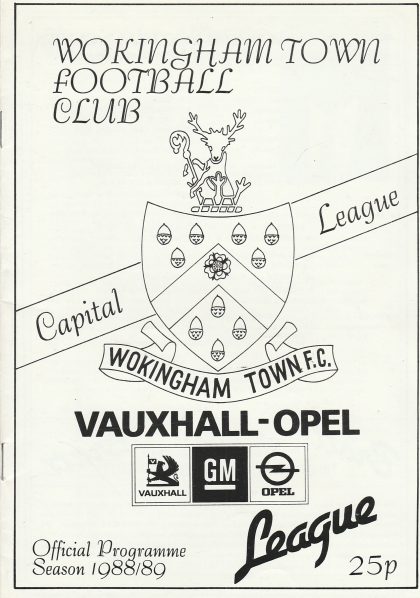 WOKINGHAM TOWN
FOOTBALL
CLUB
Capital League
WOKINGHAM TOWN F.C.
VAUXHALL-OPEL
VAUXHALL
GM
OPEL
League
Official Programme
Season 1988/89
25p